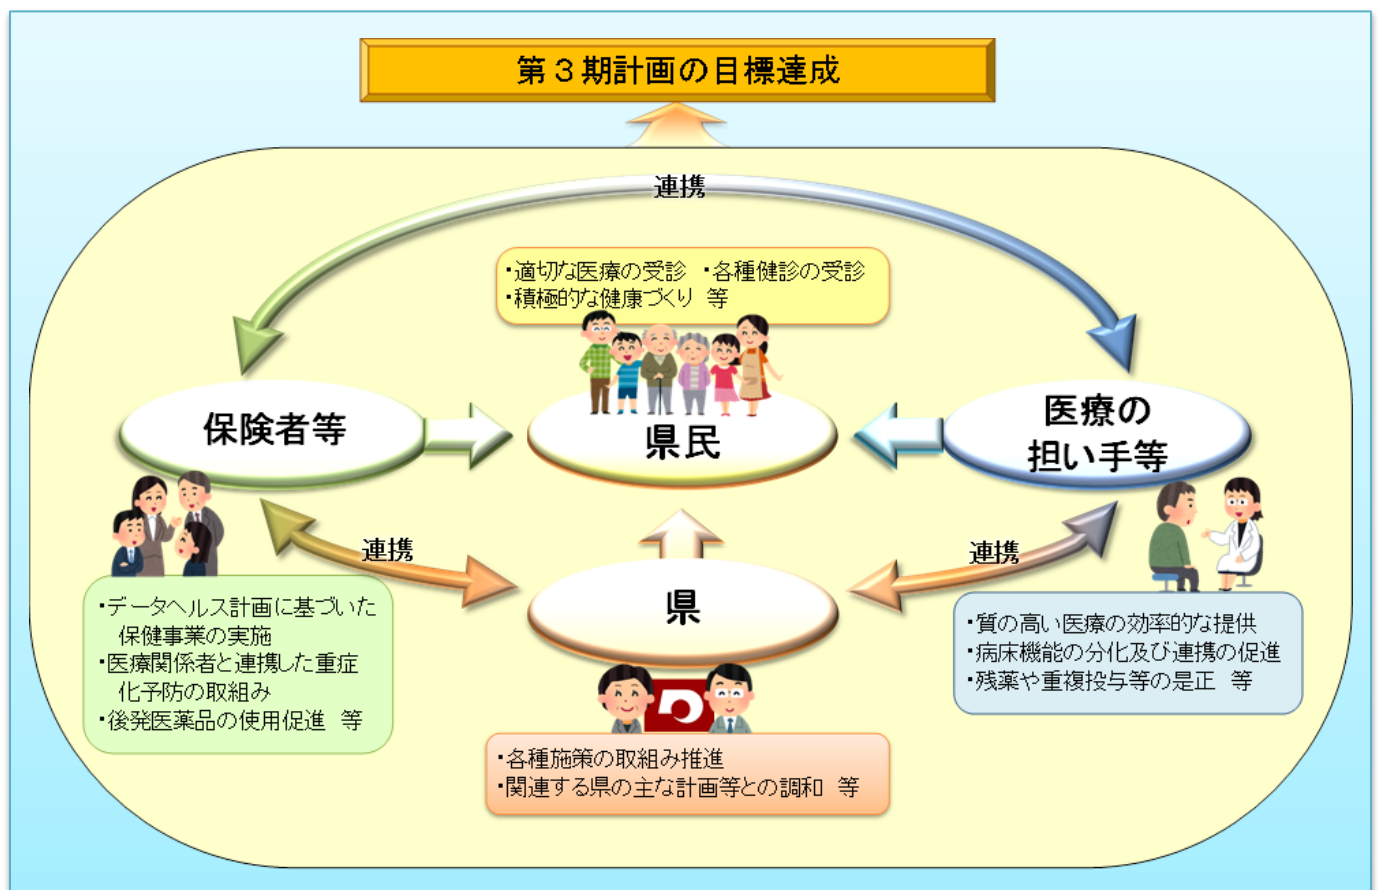 第３期計画の目標達成
連携
・適切な医療の受診　・各種健診の受診
・積極的な健康づくり　等
保険者等
県民
医療の
担い手等
連携
連携
県
・データヘルス計画に基づいた
保健事業の実施
・医療関係者と連携した重症
化予防の取組み
・後発医薬品の使用促進　等
・質の高い医療の効率的な提供
・病床機能の分化及び連携の促進
・残薬や重複投与等の是正　等
・各種施策の取組み推進
・関連する県の主な計画等との調和　等